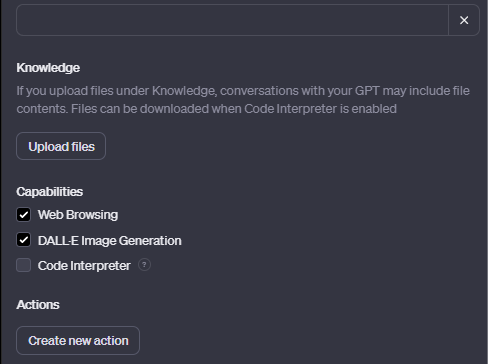 Knowledge
If you upload files under Knowledge, conversations with your GPT may include file
contents. Files can be downloaded when Code Interpreter is enabled
Upload files
Capabilities
Web Browsing
DALL·E Image Generation
Code Interpreter ?
Actions
Create new action